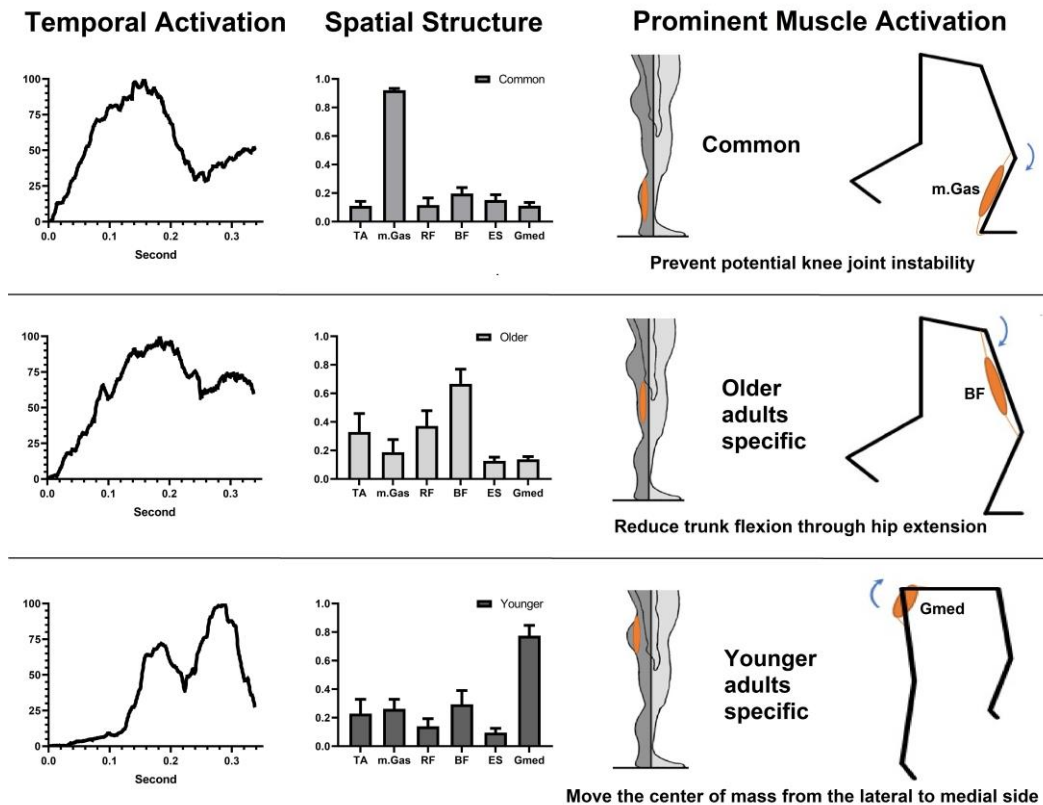 Temporal Activation
Spatial Structure
Prominent Muscle Activation
100
75
50
25
0
0.0 0.1 0.2 0.3
Second
Common
1.0
0.8
0.6
0.4
0.2
0.0
TA m.Gas RF BF ES Gmed
Common
m.Gas
Prevent potential knee joint instability
100
75
50
25
0
0.0 0.1 0.2 0.3
Second
Older
1.0
0.8
0.6
0.4
0.2
0.0
TA m.Gas RF BF ES Gmed
Older
adults
specific
BF
Reduce trunk flexion through hip extension
100
75
50
25
0
0.0 0.1 0.2 0.3
Second
Younger
1.0
0.8
0.6
0.4
0.2
0.0
TA m.Gas RF BF ES Gmed
Younger
adults
specific
Gmed
Move the center of mass from the lateral to medial side